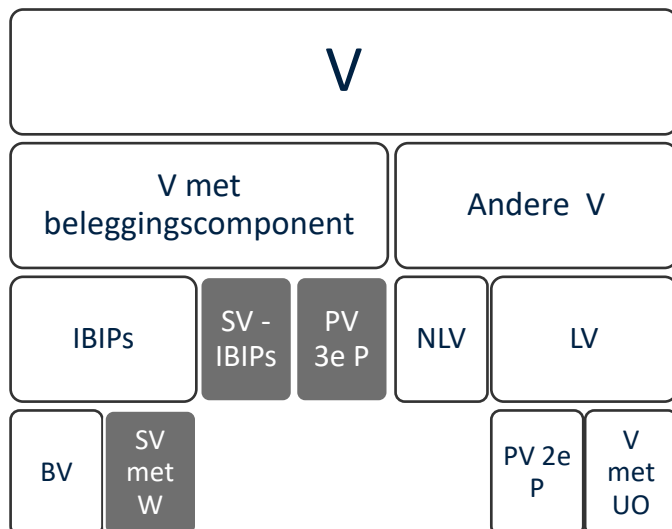 V
V met
beleggingscomponent
Andere V
IBIPs
SV -
IBIPs
PV
3e P
NLV
LV
BV
SV
met
W
PV 2e
P
V
met
UO